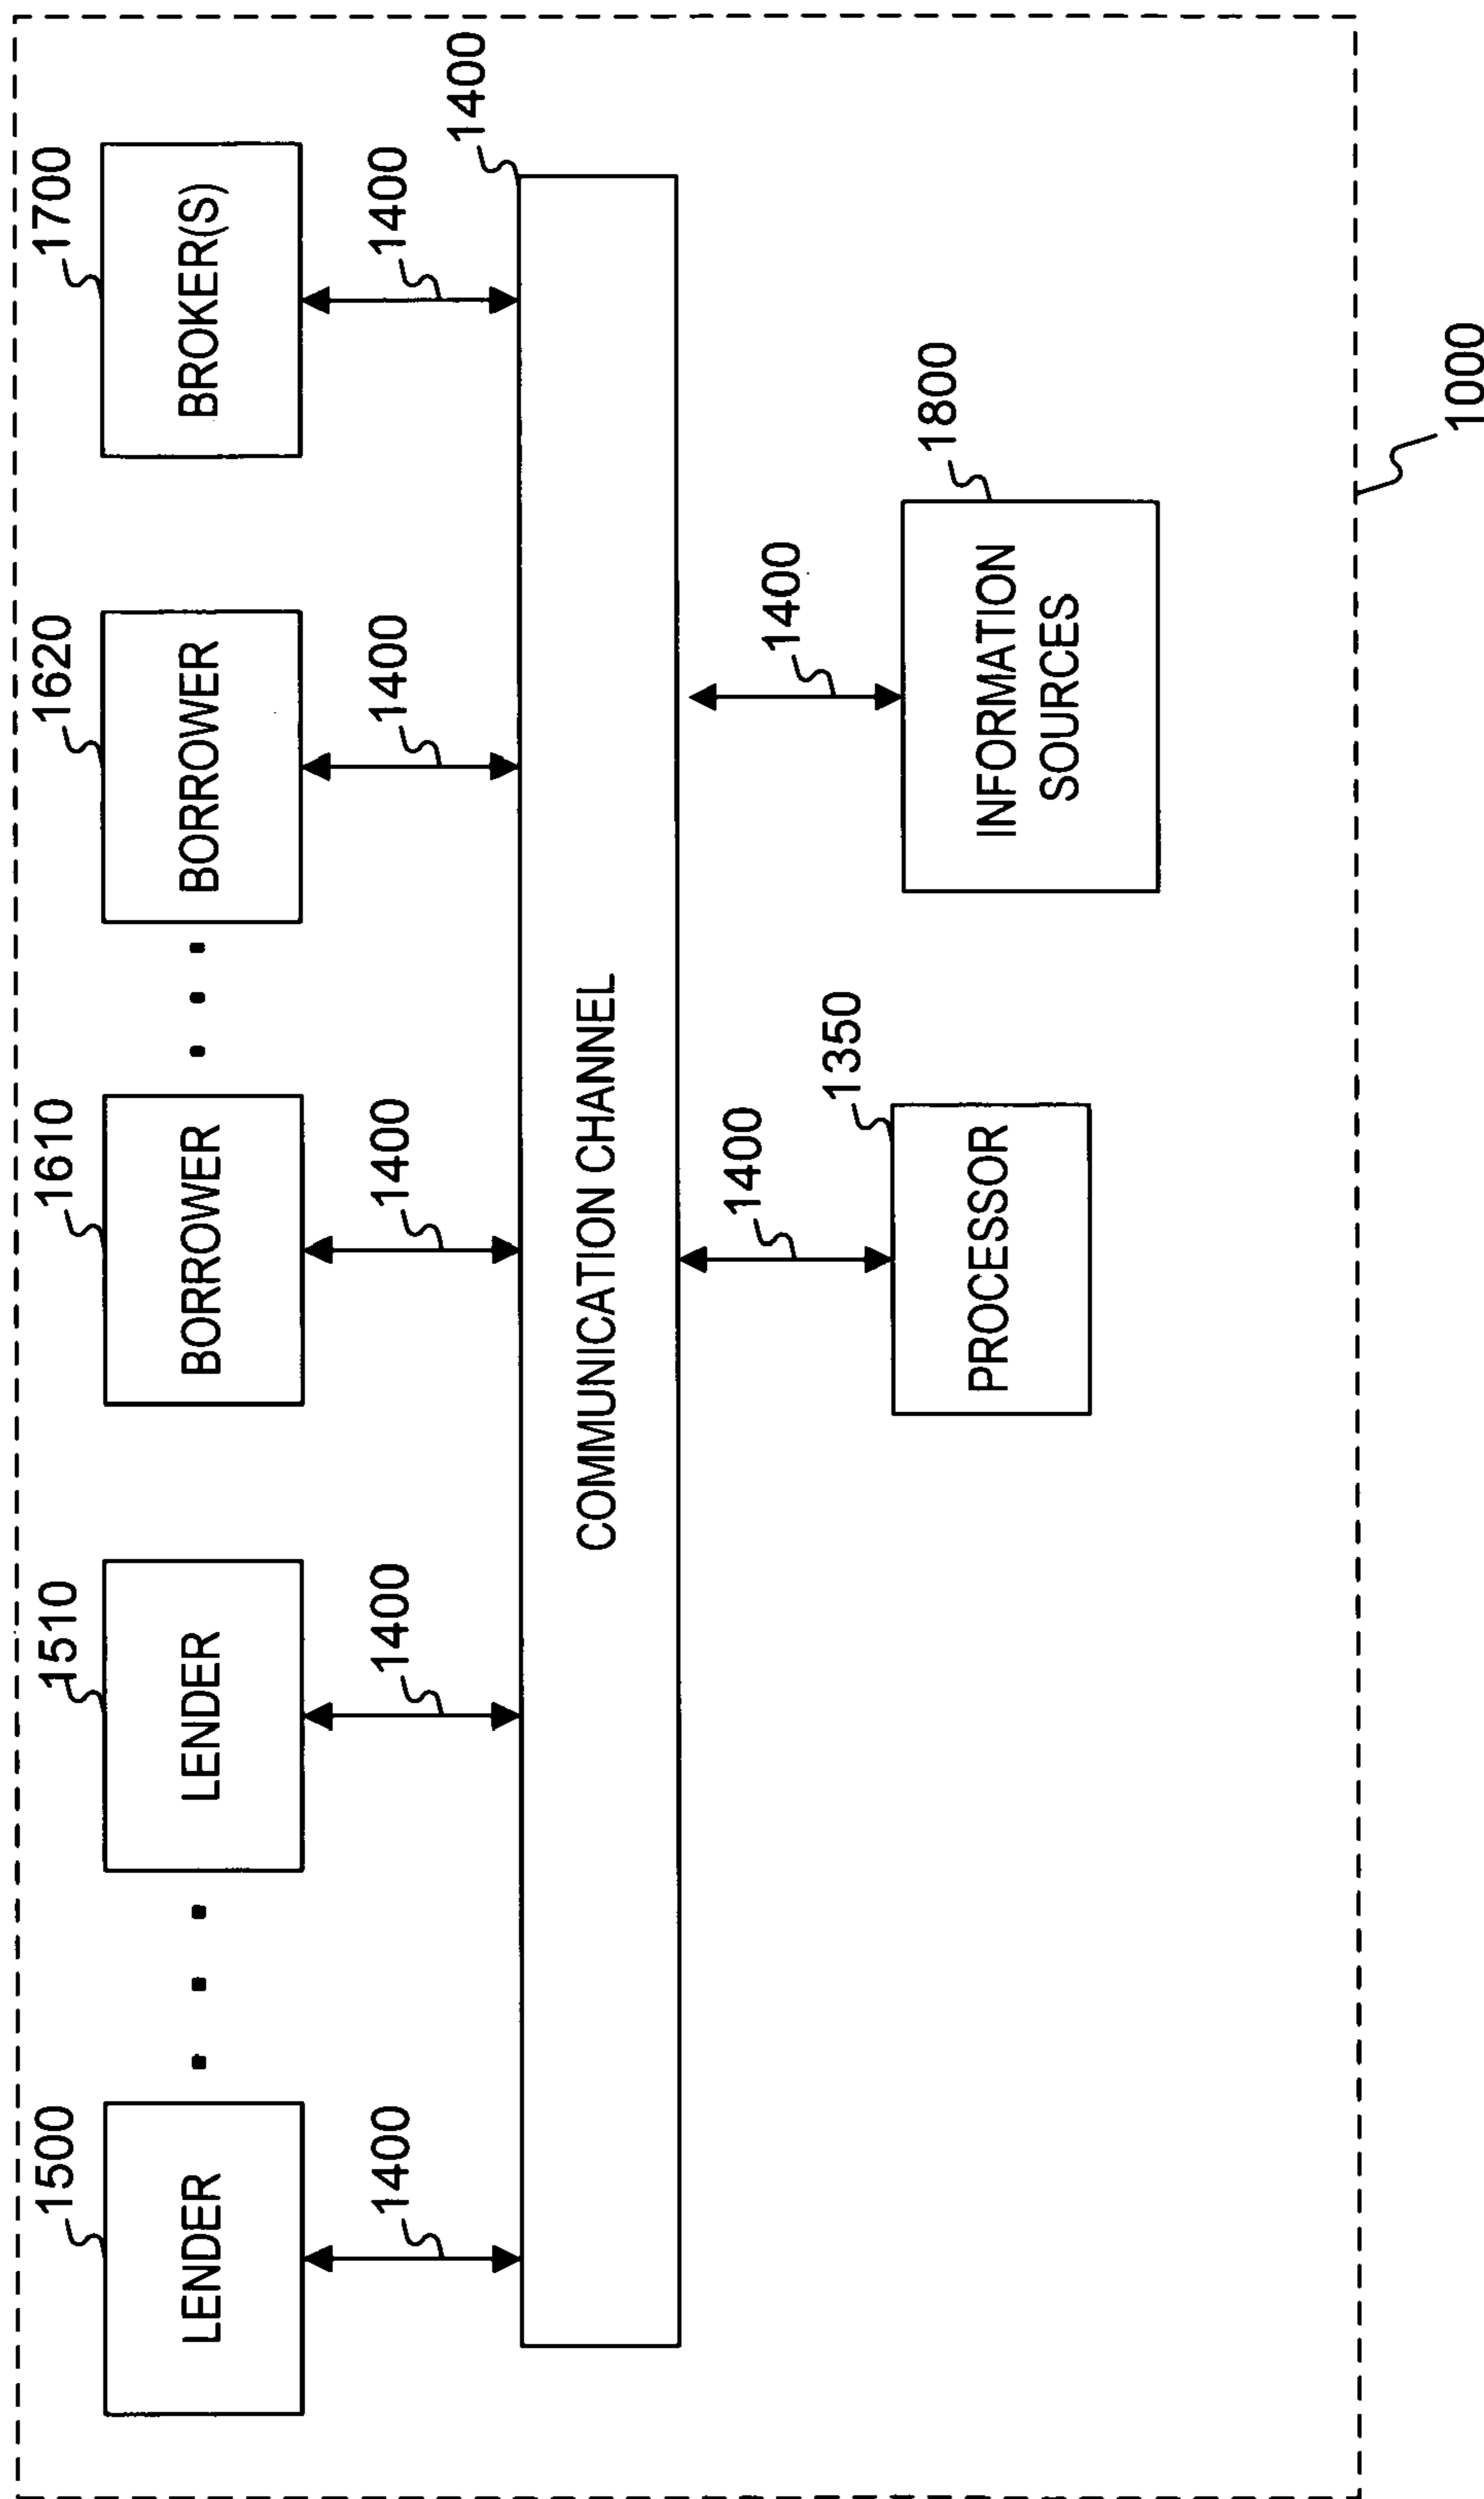 1500
1510
1610
1620
1700
LENDER
LENDER
BORROWER
BORROWER
BROKER(S)
1400
1400
1400
1400
1400
1400
COMMUNICATION CHANNEL
1400
1400
1350
1800
PROCESSOR
INFORMATION
SOURCES
1000